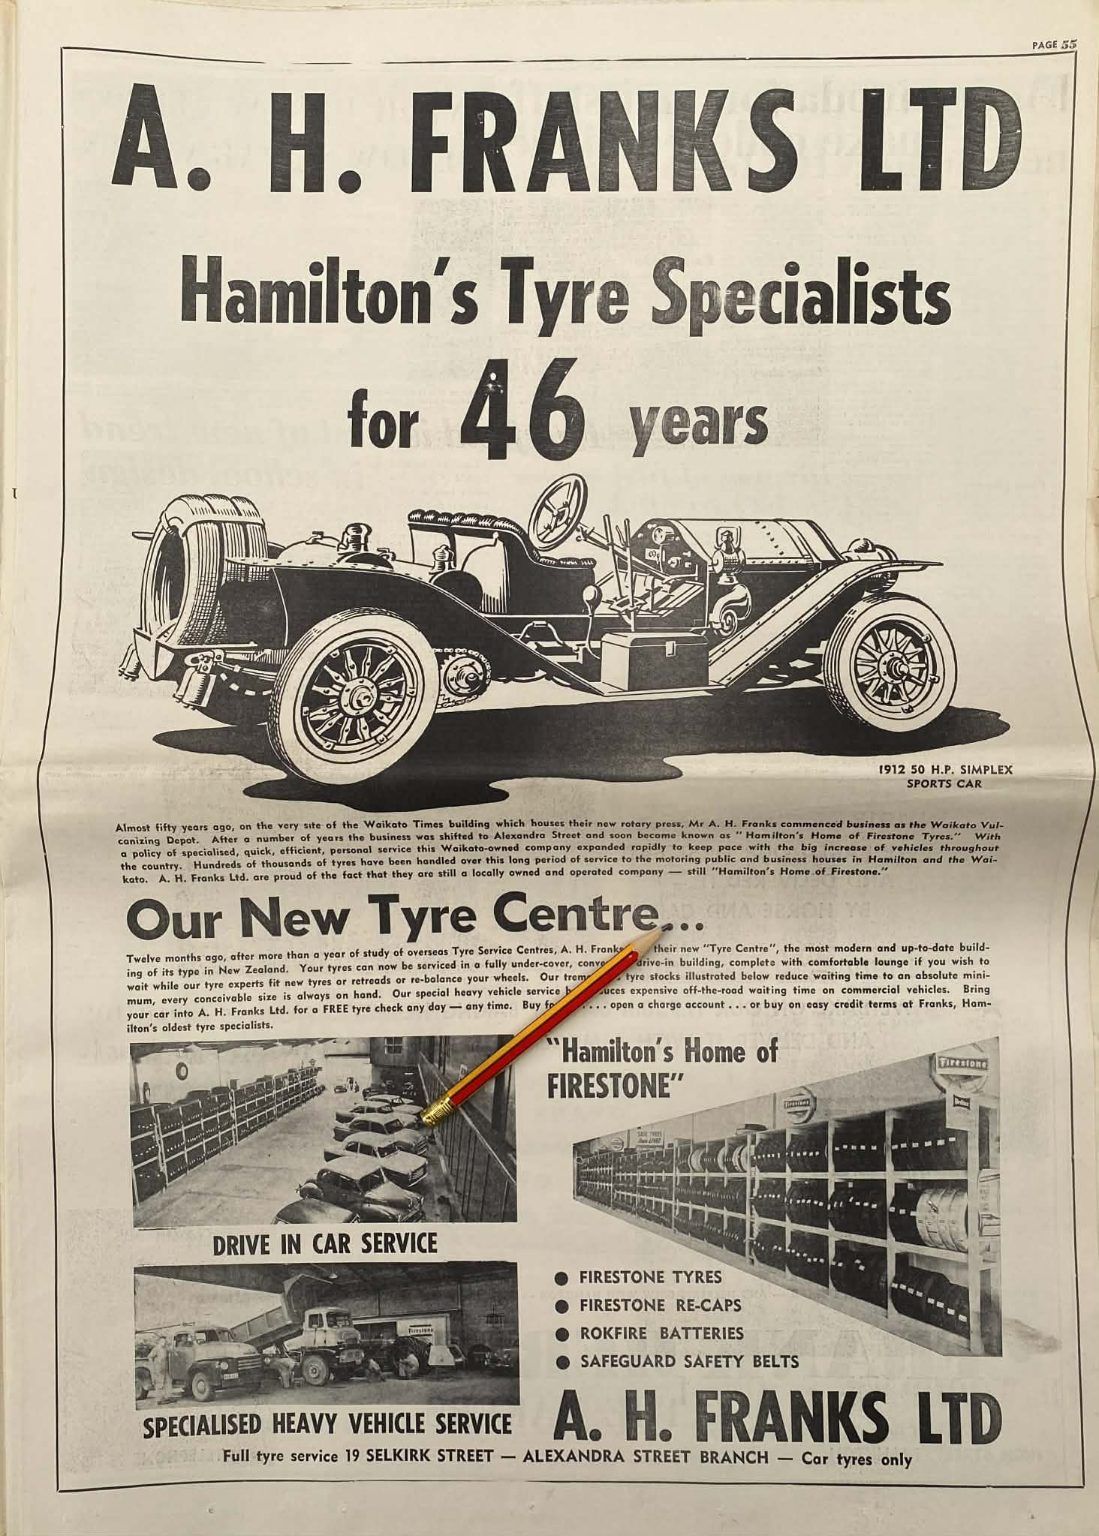 PAGE 55
A. H. FRANKS LTD
Hamilton's Tyre Specialists
for 46 years
1912 50 H.P. SIMPLEX
SPORTS CAR
Almost fifty years ago, on the very site of the Waikato Times building which houses their new rotary press, Mr A. H. Franks commenced business as the Waikato Vul-
canizing Depot. After a number of years the business was shifted to Alexandra Street and soon became known as "Hamilton's Home of Firestone Tyres." With
a policy of specialised, quick, efficient, personal service this Waikato-owned company expanded rapidly to keep pace with the big increase of vehicles throughout
the country. Hundreds of thousands of tyres have been handled over this long period of service to the motoring public and business houses in Hamilton and the Wai-
kato. A. H. Franks Ltd. are proud of the fact that they are still a locally owned and operated company — still "Hamilton's Home of Firestone."
Our New Tyre Centre...
Twelve months ago, after more than a year of study of overseas Tyre Service Centres, A. H. Franks their new "Tyre Centre", the most modern and up-to-date build-
ing of its type in New Zealand. Your tyres can now be serviced in a fully under-cover, drive-in building, complete with comfortable lounge if you wish to
wait while our tyre experts fit new tyres or retreads or re-balance your wheels. Our tyre stocks illustrated below reduce waiting time to an absolute mini-
mum, every conceivable size is always on hand. Our special heavy vehicle service expensive off-the-road waiting time on commercial vehicles. Bring
your car into A. H. Franks Ltd. for a FREE tyre check any day — any time. Buy .... open a charge account ... or buy on easy credit terms at Franks, Ham-
ilton's oldest tyre specialists.
"Hamilton's Home of
FIRESTONE"
Firestone
Firestone
DRIVE IN CAR SERVICE
Firestone
● FIRESTONE TYRES
● FIRESTONE RE-CAPS
● ROKFIRE BATTERIES
● SAFEGUARD SAFETY BELTS
SPECIALISED HEAVY VEHICLE SERVICE
A. H. FRANKS LTD
Full tyre service 19 SELKIRK STREET — ALEXANDRA STREET BRANCH — Car tyres only